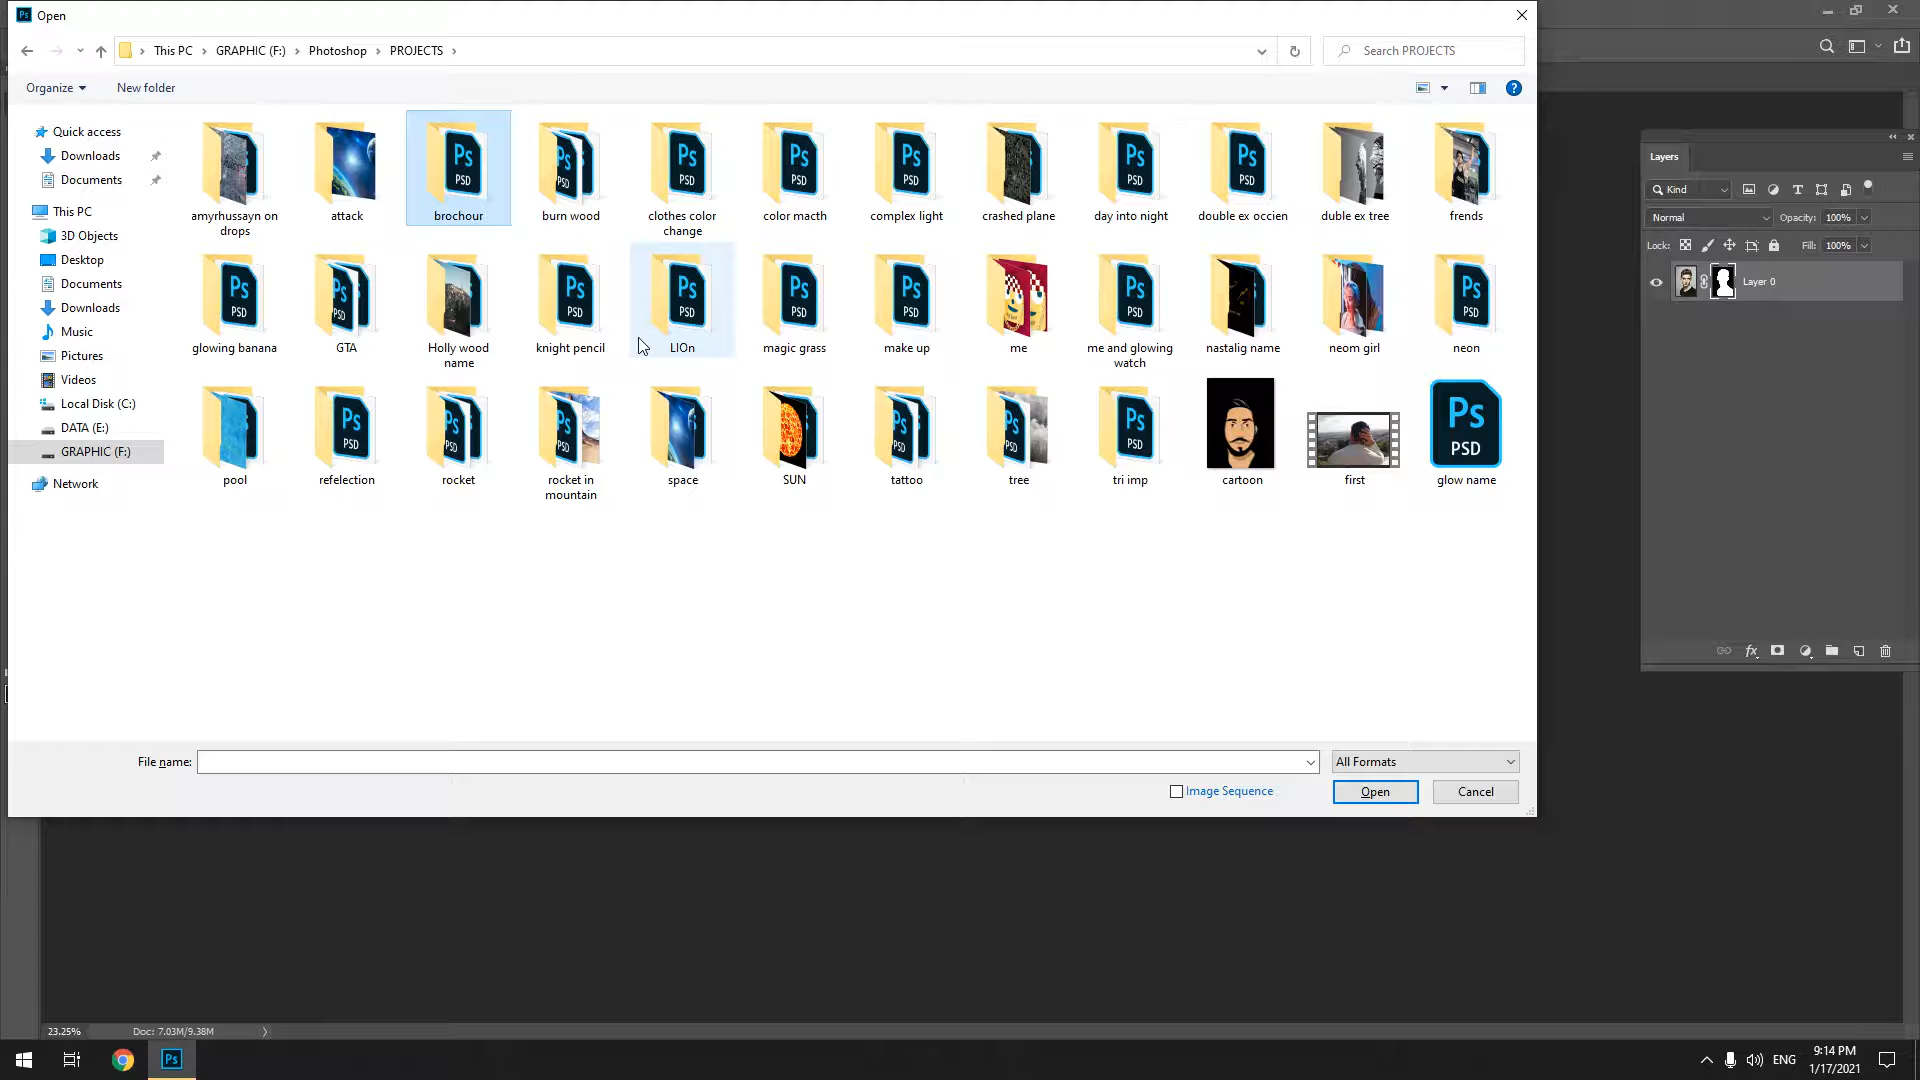 Ps Open
This PC GRAPHIC (F:) Photoshop PROJECTS
Search PROJECTS
Organize New folder
Quick access
Downloads
Documents
This PC
3D Objects
Desktop
Documents
Downloads
Music
Pictures
Videos
Local Disk (C:)
DATA (E:)
GRAPHIC (F:)
Network
amyrhussayn on drops
attack
brochour
burn wood
clothes color change
color macth
complex light
crashed plane
day into night
double ex occien
duble ex tree
frends
glowing banana
GTA
Holly wood name
knight pencil
LIOn
magic grass
make up
me
me and glowing watch
nastalig name
neom girl
neon
pool
refelection
rocket
rocket in mountain
space
SUN
tattoo
tree
tri imp
cartoon
first
Ps
PSD
glow name
File name:
All Formats
Image Sequence
Open
Cancel
Layers
Kind
Normal Opacity: 100%
Lock: Fill: 100%
Layer 0
fx
23.25% Doc: 7.03M/9.38M
Ps
ENG
9:14 PM
1/17/2021